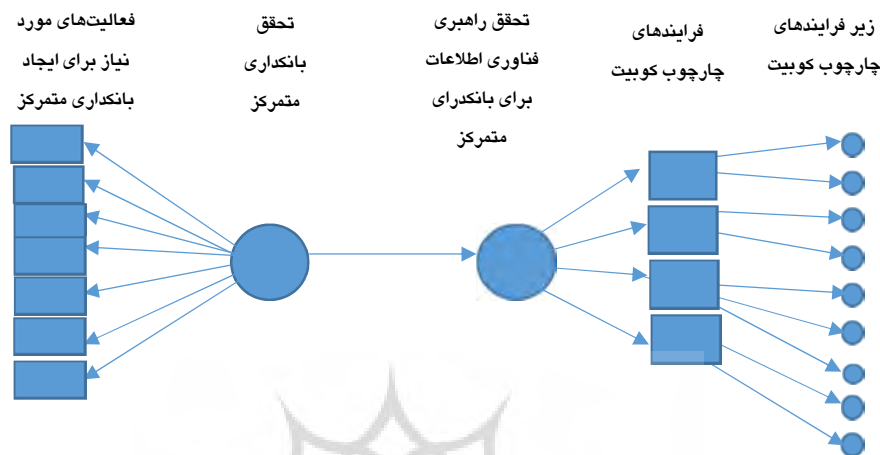 زیر فرایندهای
چارچوب کوبیت
فرایندهای
چارچوب کوبیت
تحقق راهبری
فناوری اطلاعات
برای بانکدرای
متمرکز
تحقق
بانکداری
متمرکز
فعالیت‌های مورد
نیاز برای ایجاد
بانکداری متمرکز